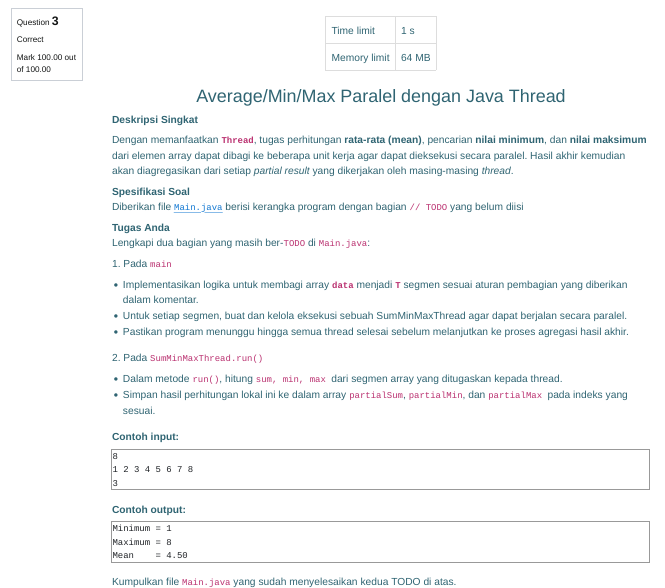 Question 3
Correct
Mark 100.00 out
of 100.00
Time limit 1 s
Memory limit 64 MB
Average/Min/Max Paralel dengan Java Thread
Deskripsi Singkat
Dengan memanfaatkan Thread, tugas perhitungan rata-rata (mean), pencarian nilai minimum, dan nilai maksimum
dari elemen array dapat dibagi ke beberapa unit kerja agar dapat dieksekusi secara paralel. Hasil akhir kemudian
akan diagregasikan dari setiap partial result yang dikerjakan oleh masing-masing thread.
Spesifikasi Soal
Diberikan file Main.java berisi kerangka program dengan bagian // TODO yang belum diisi
Tugas Anda
Lengkapi dua bagian yang masih ber-TODO di Main.java:
1. Pada main
• Implementasikan logika untuk membagi array data menjadi T segmen sesuai aturan pembagian yang diberikan
dalam komentar.
• Untuk setiap segmen, buat dan kelola eksekusi sebuah SumMinMaxThread agar dapat berjalan secara paralel.
• Pastikan program menunggu hingga semua thread selesai sebelum melanjutkan ke proses agregasi hasil akhir.
2. Pada SumMinMaxThread.run()
• Dalam metode run(), hitung sum, min, max dari segmen array yang ditugaskan kepada thread.
• Simpan hasil perhitungan lokal ini ke dalam array partialSum, partialMin, dan partialMax pada indeks yang
sesuai.
Contoh input:
8
1 2 3 4 5 6 7 8
3
Contoh output:
Minimum = 1
Maximum = 8
Mean    = 4.50
Kumpulkan file Main.java yang sudah menyelesaikan kedua TODO di atas.